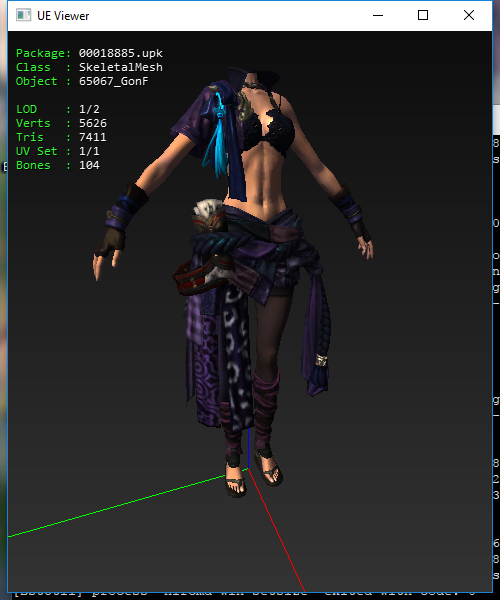 UE Viewer
Package: 00018885.upk
Class : SkeletalMesh
Object : 65067_GonF
LOD : 1/2
Verts : 5626
Tris : 7411
UV Set : 1/1
Bones : 104